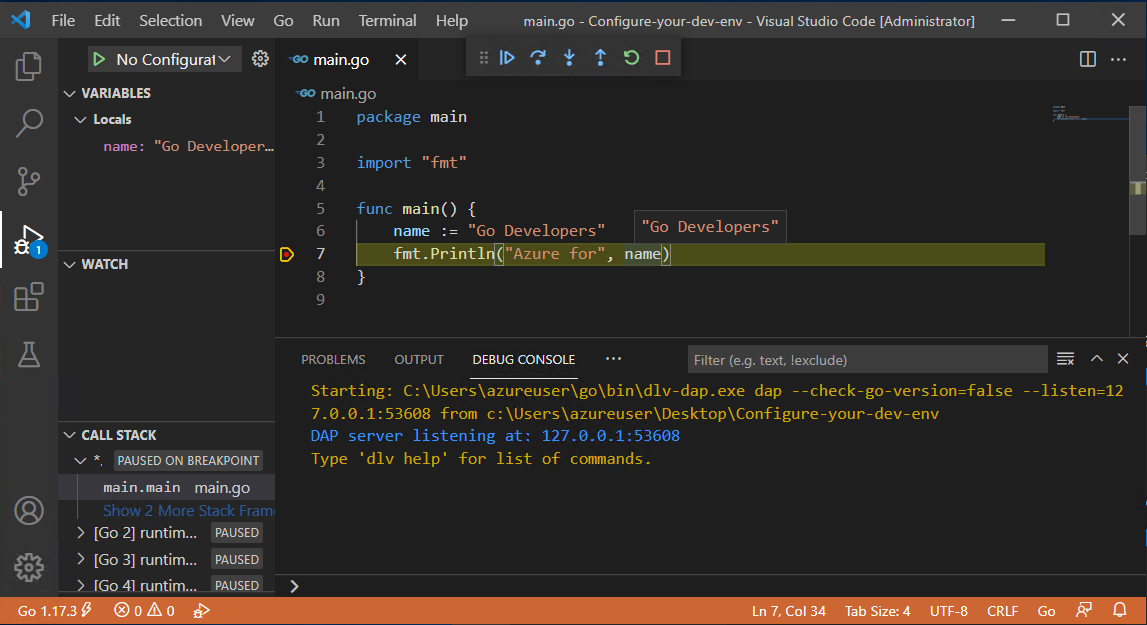 File Edit Selection View Go Run Terminal Help main.go - Configure-your-dev-env - Visual Studio Code [Administrator]
No Configurat
GO main.go
VARIABLES
Locals
name: "Go Developer…
WATCH
CALL STACK
*. PAUSED ON BREAKPOINT
main.main main.go
Show 2 More Stack Fram
[Go 2] runtim... PAUSED
[Go 3] runtim... PAUSED
[Go 4] runtim... PAUSED
1
GO main.go
1 package main
2
3 import "fmt"
4
5 func main() {
6 name := "Go Developers"
"Go Developers"
7 fmt.Println("Azure for", name)
8 }
9
PROBLEMS OUTPUT DEBUG CONSOLE ... Filter (e.g. text, !exclude)
Starting: C:\Users\azureuser\go\bin\dlv-dap.exe dap --check-go-version=false --listen=12
7.0.0.1:53608 from c:\Users\azureuser\Desktop\Configure-your-dev-env
DAP server listening at: 127.0.0.1:53608
Type 'dlv help' for list of commands.
Go 1.17.3 0 0 Ln 7, Col 34 Tab Size: 4 UTF-8 CRLF Go